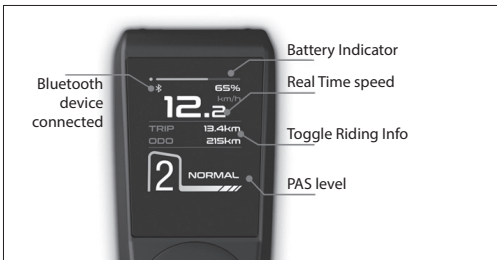 Battery Indicator
Real Time speed
Bluetooth
device
connected
65%
km/h
12.2
TRIP 13.4km
ODO 215km
Toggle Riding Info
2 NORMAL
PAS level